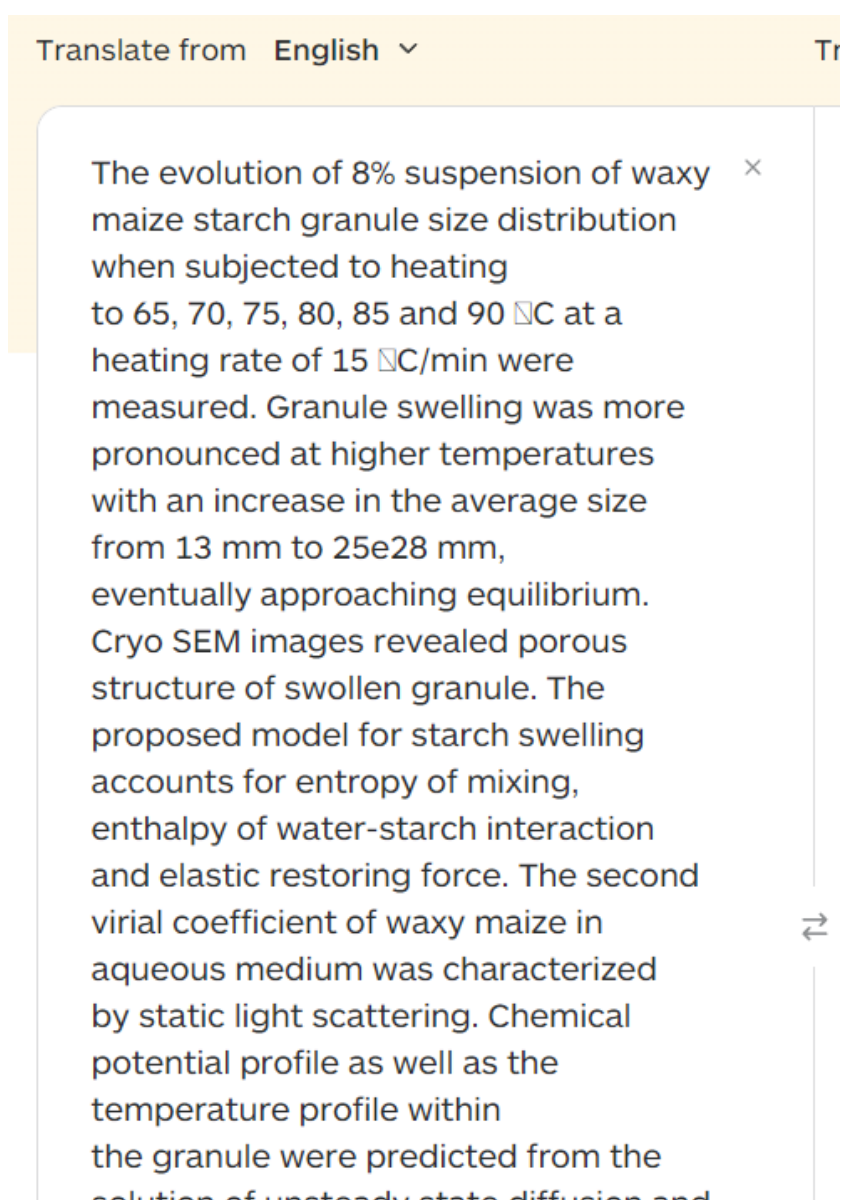 Translate from English
Tr
The evolution of 8% suspension of waxy
maize starch granule size distribution
when subjected to heating
to 65, 70, 75, 80, 85 and 90 C at a
heating rate of 15 C/min were
measured. Granule swelling was more
pronounced at higher temperatures
with an increase in the average size
from 13 mm to 25e28 mm,
eventually approaching equilibrium.
Cryo SEM images revealed porous
structure of swollen granule. The
proposed model for starch swelling
accounts for entropy of mixing,
enthalpy of water-starch interaction
and elastic restoring force. The second
virial coefficient of waxy maize in
aqueous medium was characterized
by static light scattering. Chemical
potential profile as well as the
temperature profile within
the granule were predicted from the
solution of unsteady state diffusion and